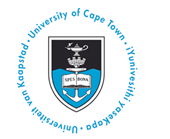 University of Cape Town · iYunivesithi yaseKapa · Universiteit van Kaapstad ·
SPES BONA